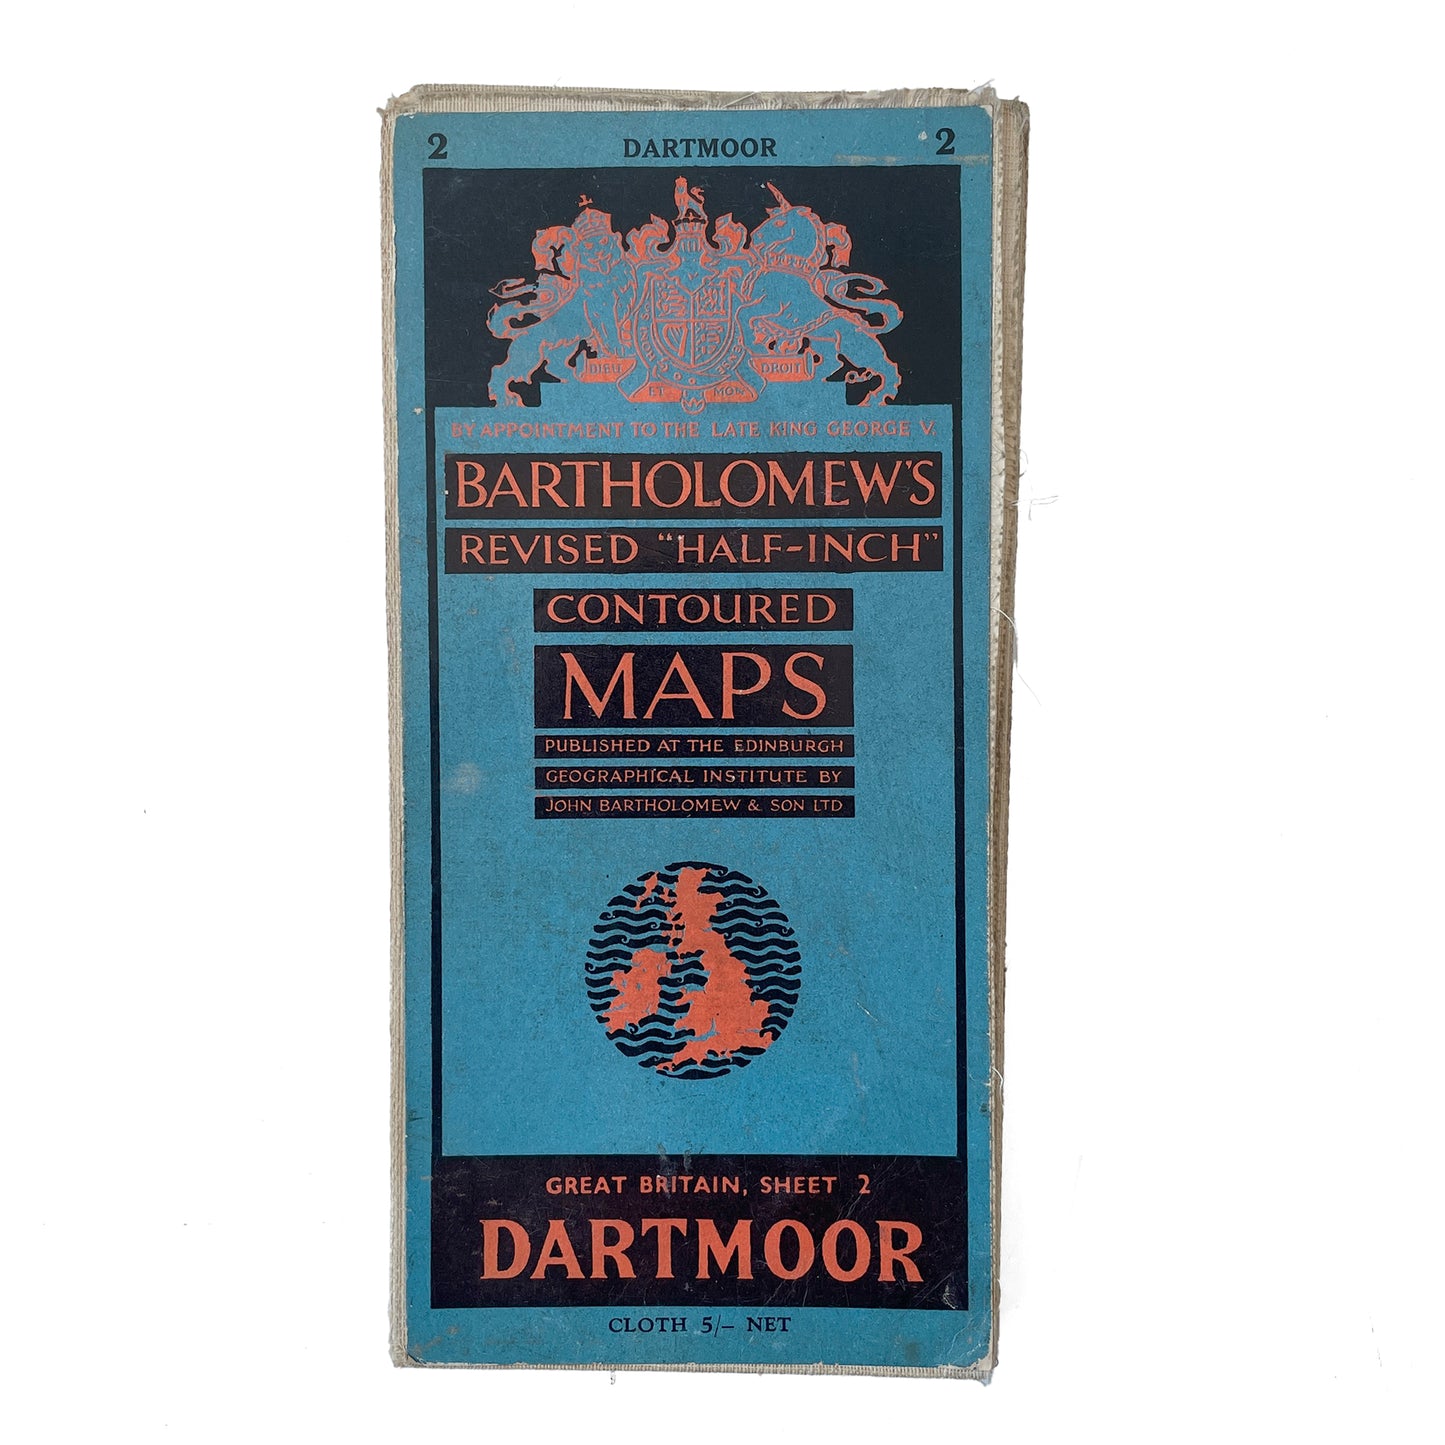 2 DARTMOOR 2
DIEU ET MON DROIT
BY APPOINTMENT TO THE LATE KING GEORGE V.
BARTHOLOMEW'S
REVISED "HALF-INCH"
CONTOURED
MAPS
PUBLISHED AT THE EDINBURGH
GEOGRAPHICAL INSTITUTE BY
JOHN BARTHOLOMEW & SON LTD
GREAT BRITAIN, SHEET 2
DARTMOOR
CLOTH 5/– NET